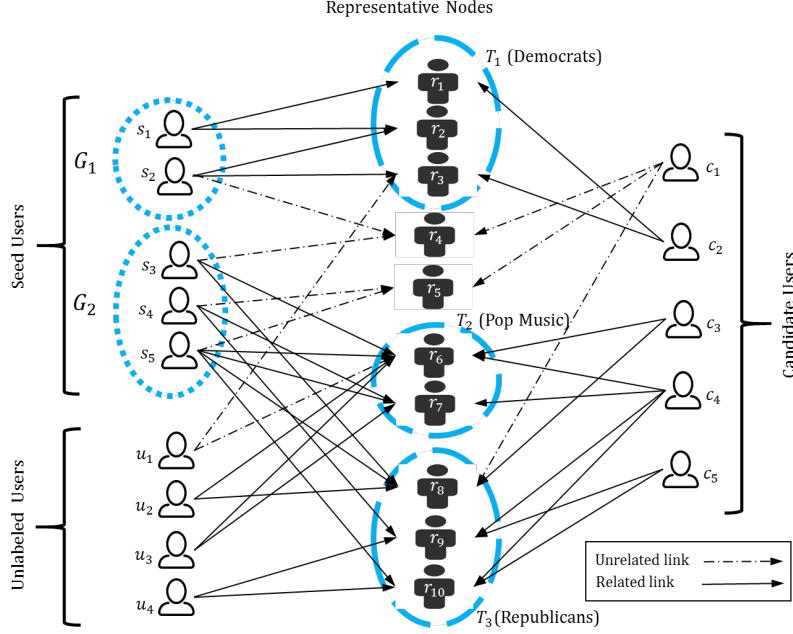 Representative Nodes
T₁ (Democrats)
r₁
r₂
r₃
r₄
r₅
T₂ (Pop Music)
r₆
r₇
r₈
r₉
r₁₀
T₃(Republicans)
Seed Users
G₁
s₁
s₂
G₂
s₃
s₄
s₅
Unlabeled Users
u₁
u₂
u₃
u₄
c₁
c₂
c₃
c₄
c₅
Candidate Users
Unrelated link
Related link